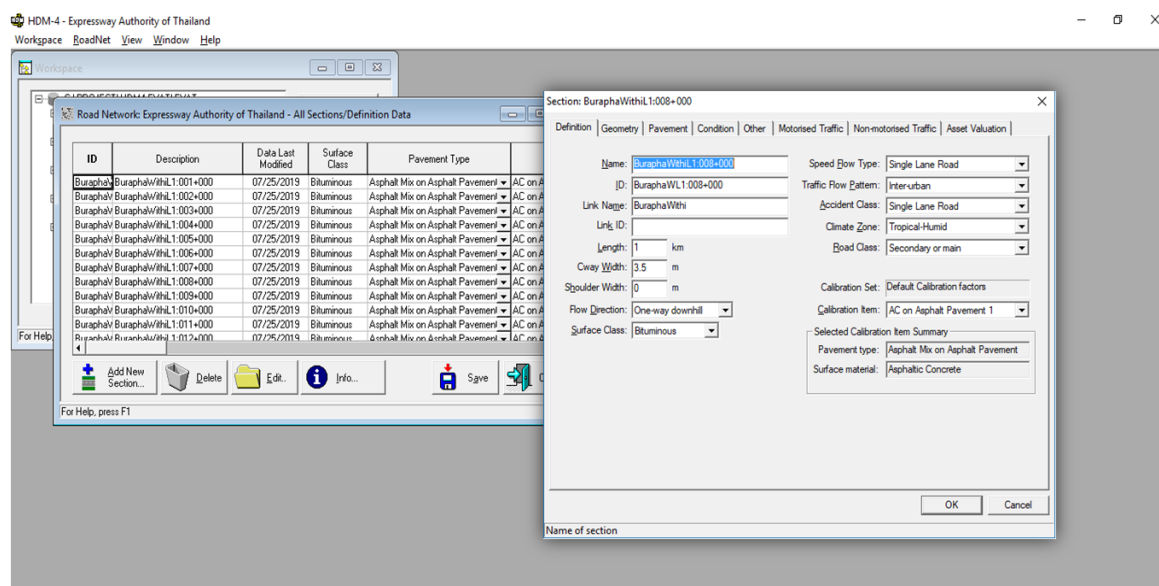 HDM-4 - Expressway Authority of Thailand
Workspace RoadNet View Window Help
Workspace
Road Network: Expressway Authority of Thailand - All Sections/Definition Data
ID Description Data Last Modified Surface Class Pavement Type
BuraphaWithiL1:001+000 07/25/2019 Bituminous Asphalt Mix on Asphalt Pavement AC on A
BuraphaWithiL1:002+000 07/25/2019 Bituminous Asphalt Mix on Asphalt Pavement AC on A
BuraphaWithiL1:003+000 07/25/2019 Bituminous Asphalt Mix on Asphalt Pavement AC on A
BuraphaWithiL1:004+000 07/25/2019 Bituminous Asphalt Mix on Asphalt Pavement AC on A
BuraphaWithiL1:005+000 07/25/2019 Bituminous Asphalt Mix on Asphalt Pavement AC on A
BuraphaWithiL1:006+000 07/25/2019 Bituminous Asphalt Mix on Asphalt Pavement AC on A
BuraphaWithiL1:007+000 07/25/2019 Bituminous Asphalt Mix on Asphalt Pavement AC on A
BuraphaWithiL1:008+000 07/25/2019 Bituminous Asphalt Mix on Asphalt Pavement AC on A
BuraphaWithiL1:009+000 07/25/2019 Bituminous Asphalt Mix on Asphalt Pavement AC on A
BuraphaWithiL1:010+000 07/25/2019 Bituminous Asphalt Mix on Asphalt Pavement AC on A
BuraphaWithiL1:011+000 07/25/2019 Bituminous Asphalt Mix on Asphalt Pavement AC on A
BuraphaWithiL1:012+000 07/25/2019 Bituminous Asphalt Mix on Asphalt Pavement AC on A
Add New Section... Delete Edit.. Info... Save
For Help, press F1
For Help
Section: BuraphaWithiL1:008+000
Definition Geometry Pavement Condition Other Motorised Traffic Non-motorised Traffic Asset Valuation
Name: BuraphaWithiL1:008+000 Speed Flow Type: Single Lane Road
ID: BuraphaWL1:008+000 Traffic Flow Pattern: Inter-urban
Link Name: BuraphaWithi Accident Class: Single Lane Road
Link ID: Climate Zone: Tropical-Humid
Length: 1 km Road Class: Secondary or main
Cway Width: 3.5 m
Shoulder Width: 0 m Calibration Set: Default Calibration factors
Flow Direction: One-way downhill Calibration Item: AC on Asphalt Pavement 1
Surface Class: Bituminous Selected Calibration Item Summary
Pavement type: Asphalt Mix on Asphalt Pavement
Surface material: Asphaltic Concrete
OK Cancel
Name of section